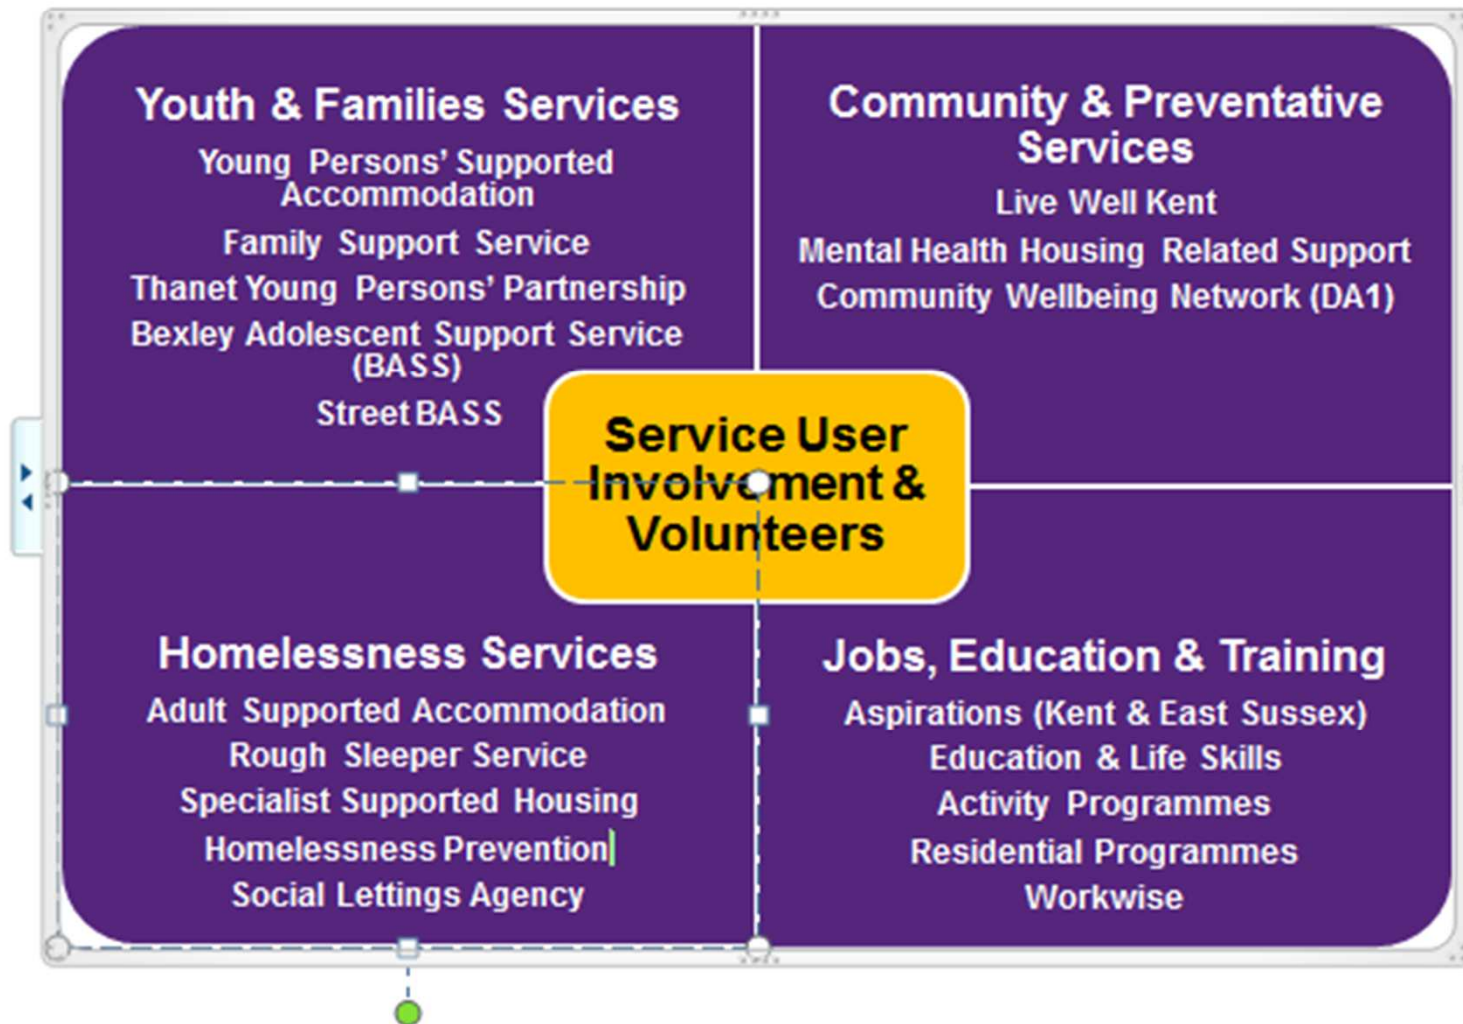 Youth & Families Services
Young Persons’ Supported
Accommodation
Family Support Service
Thanet Young Persons’ Partnership
Bexley Adolescent Support Service
(BASS)
Street BASS
Community & Preventative
Services
Live Well Kent
Mental Health Housing Related Support
Community Wellbeing Network (DA1)
Service User
Involvement &
Volunteers
Homelessness Services
Adult Supported Accommodation
Rough Sleeper Service
Specialist Supported Housing
Homelessness Prevention
Social Lettings Agency
Jobs, Education & Training
Aspirations (Kent & East Sussex)
Education & Life Skills
Activity Programmes
Residential Programmes
Workwise